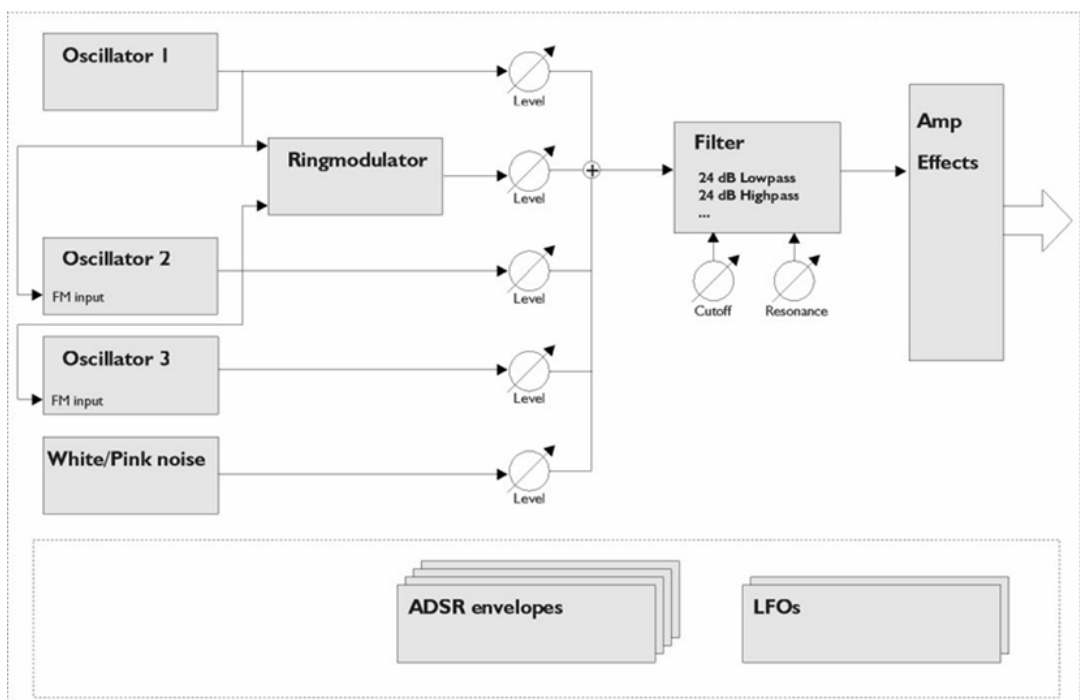 Oscillator 1
Level
Ringmodulator
Level
Filter
24 dB Lowpass
24 dB Highpass
...
Amp
Effects
Oscillator 2
FM input
Level
Cutoff
Resonance
Oscillator 3
FM input
Level
White/Pink noise
Level
ADSR envelopes
LFOs